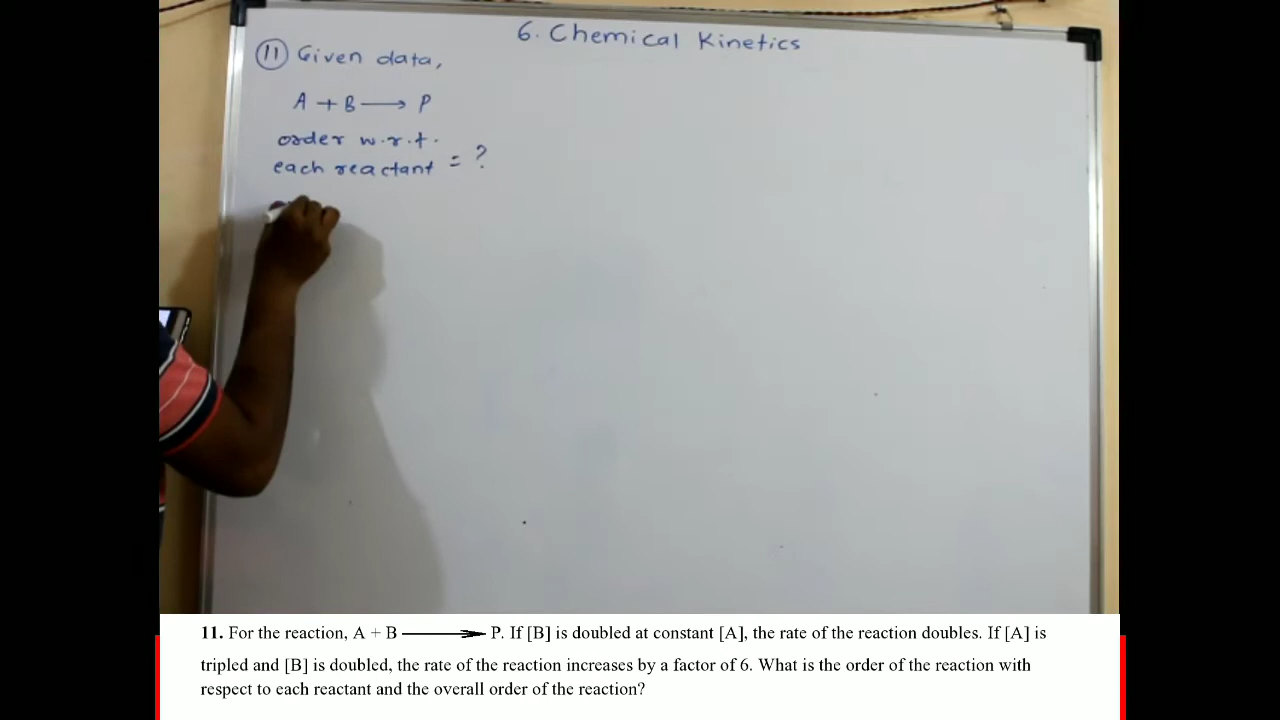 6. Chemical Kinetics
11 Given data,
A + B ⟶ P
order w.r.t.
each reactant = ?
11. For the reaction, A + B ⟶ P. If [B] is doubled at constant [A], the rate of the reaction doubles. If [A] is
tripled and [B] is doubled, the rate of the reaction increases by a factor of 6. What is the order of the reaction with
respect to each reactant and the overall order of the reaction?